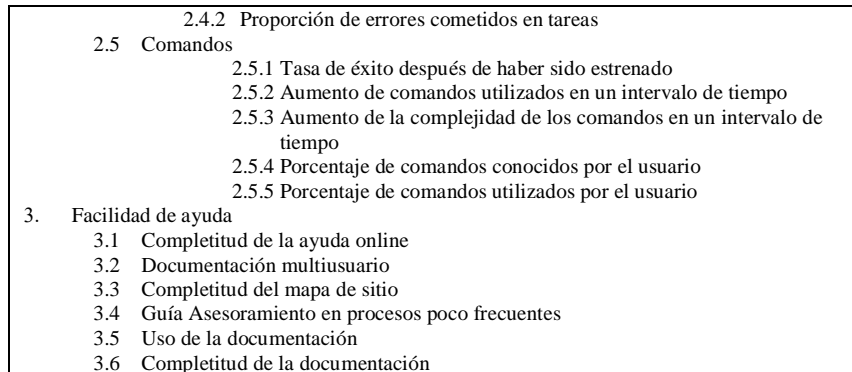 2.4.2 Proporción de errores cometidos en tareas
2.5 Comandos
2.5.1 Tasa de éxito después de haber sido estrenado
2.5.2 Aumento de comandos utilizados en un intervalo de tiempo
2.5.3 Aumento de la complejidad de los comandos en un intervalo de
tiempo
2.5.4 Porcentaje de comandos conocidos por el usuario
2.5.5 Porcentaje de comandos utilizados por el usuario
3. Facilidad de ayuda
3.1 Completitud de la ayuda online
3.2 Documentación multiusuario
3.3 Completitud del mapa de sitio
3.4 Guía Asesoramiento en procesos poco frecuentes
3.5 Uso de la documentación
3.6 Completitud de la documentación